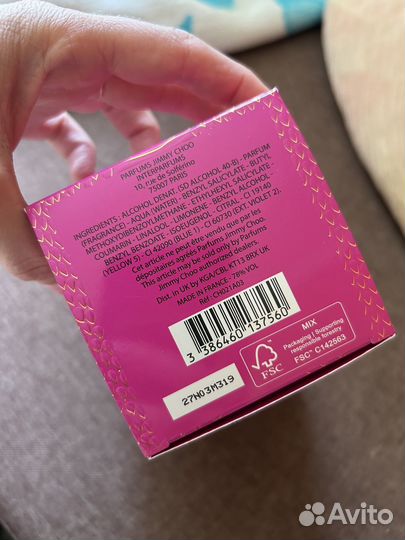 PARFUMS JIMMY CHOO
INTERPARFUMS
10, rue de Solférino
75007 PARIS
INGREDIENTS : ALCOHOL DENAT. (SD ALCOHOL 40-B) - PARFUM
(FRAGRANCE) - AQUA (WATER) - BENZYL SALICYLATE - BUTYL
METHOXYDIBENZOYLMETHANE - ETHYLHEXYL SALICYLATE -
COUMARIN - LINALOOL - LIMONENE - BENZYL ALCOHOL -
BENZYL BENZOATE - ISOEUGENOL - CITRAL - CI 19140
(YELLOW 5) - CI 42090 (BLUE 1) - CI 60730 (EXT. VIOLET 2).
Cet article ne peut être vendu que par les
dépositaires agréés Parfums Jimmy Choo.
This article may be sold only by Parfums
Jimmy Choo authorized dealers.
Dist. in UK by KGA/CBL KT13 8RX UK
MADE IN FRANCE - 78% VOL
Réf : CH021A03
3 386460 137560
27N03M319
FSC
MIX
Packaging | Supporting
responsible forestry
FSC™ C142563
Avito